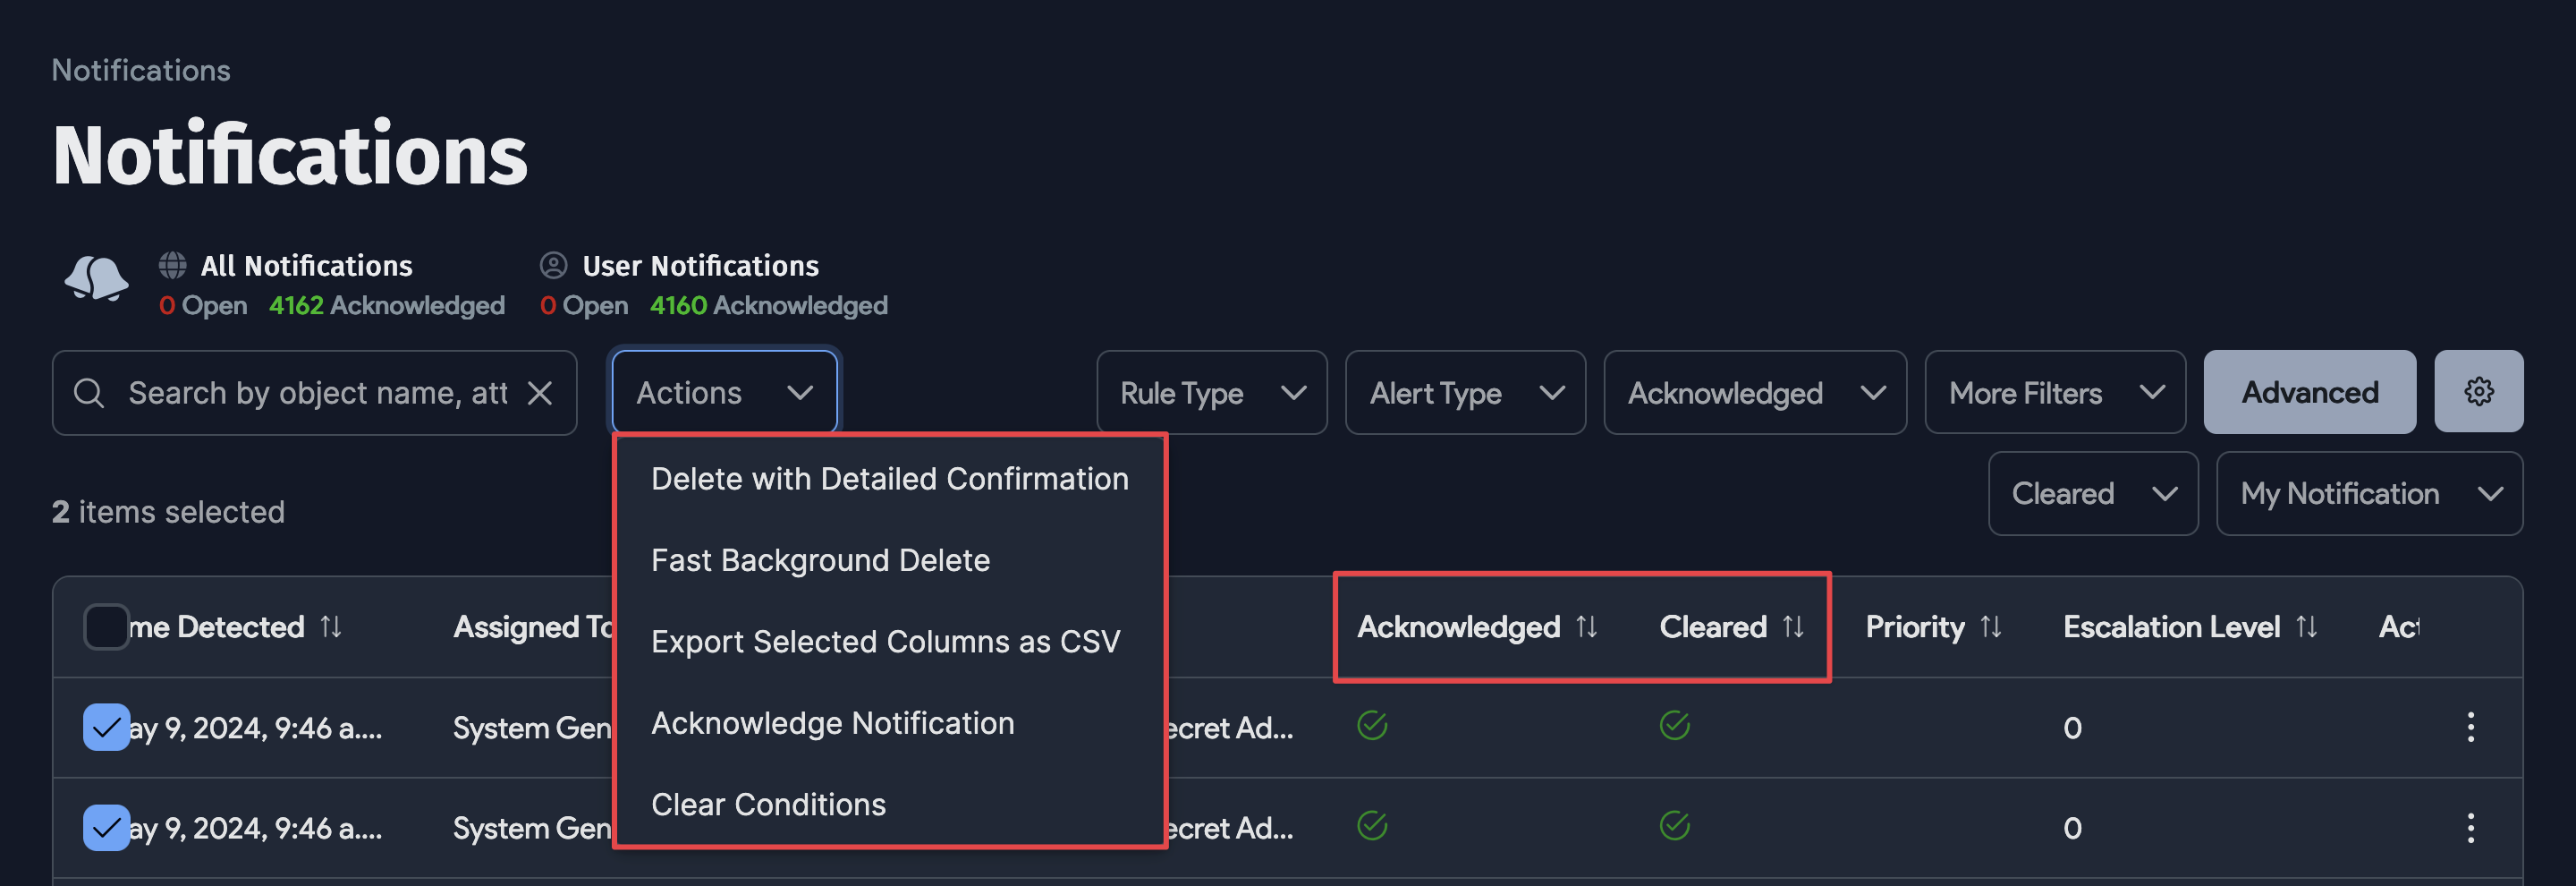 Notifications
Notifications
All Notifications
0 Open 4162 Acknowledged
User Notifications
0 Open 4160 Acknowledged
Search by object name, att
Actions
Rule Type
Alert Type
Acknowledged
More Filters
Advanced
Cleared
My Notification
2 items selected
Delete with Detailed Confirmation
Fast Background Delete
Export Selected Columns as CSV
Acknowledge Notification
Clear Conditions
me Detected Assigned To Acknowledged Cleared Priority Escalation Level Act
ay 9, 2024, 9:46 a.... System Gen ecret Ad... 0
ay 9, 2024, 9:46 a.... System Gen ecret Ad... 0